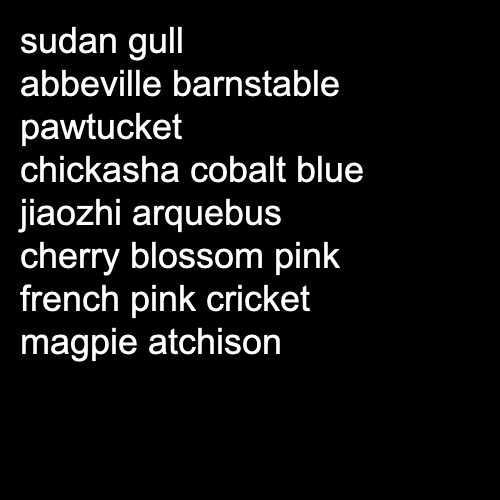 sudan gull
abbeville barnstable
pawtucket
chickasha cobalt blue
jiaozhi arquebus
cherry blossom pink
french pink cricket
magpie atchison